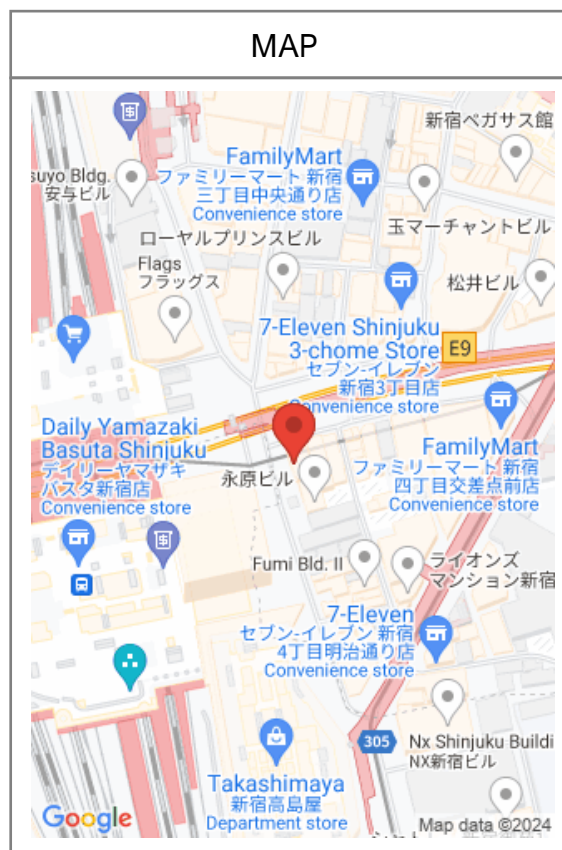 MAP
新宿ペガサス館
suyo Bldg.
安与ビル
FamilyMart
ファミリーマート 新宿
三丁目中央通り店
Convenience store
玉マーチャントビル
ローヤルプリンスビル
Flags
フラッグス
松井ビル
7-Eleven Shinjuku
3-chome Store
セブン-イレブン
新宿3丁目店
Convenience store
E9
Daily Yamazaki
Basuta Shinjuku
デイリーヤマザキ
バスタ新宿店
Convenience store
FamilyMart
ファミリーマート 新宿
四丁目交差点前店
Convenience store
永原ビル
Fumi Bld. II
ライオンズ
マンション新宿
7-Eleven
セブン-イレブン 新宿
4丁目明治通り店
Convenience store
305
Nx Shinjuku Buildi
NX新宿ビル
Takashimaya
新宿高島屋
Department store
Google
Map data ©2024